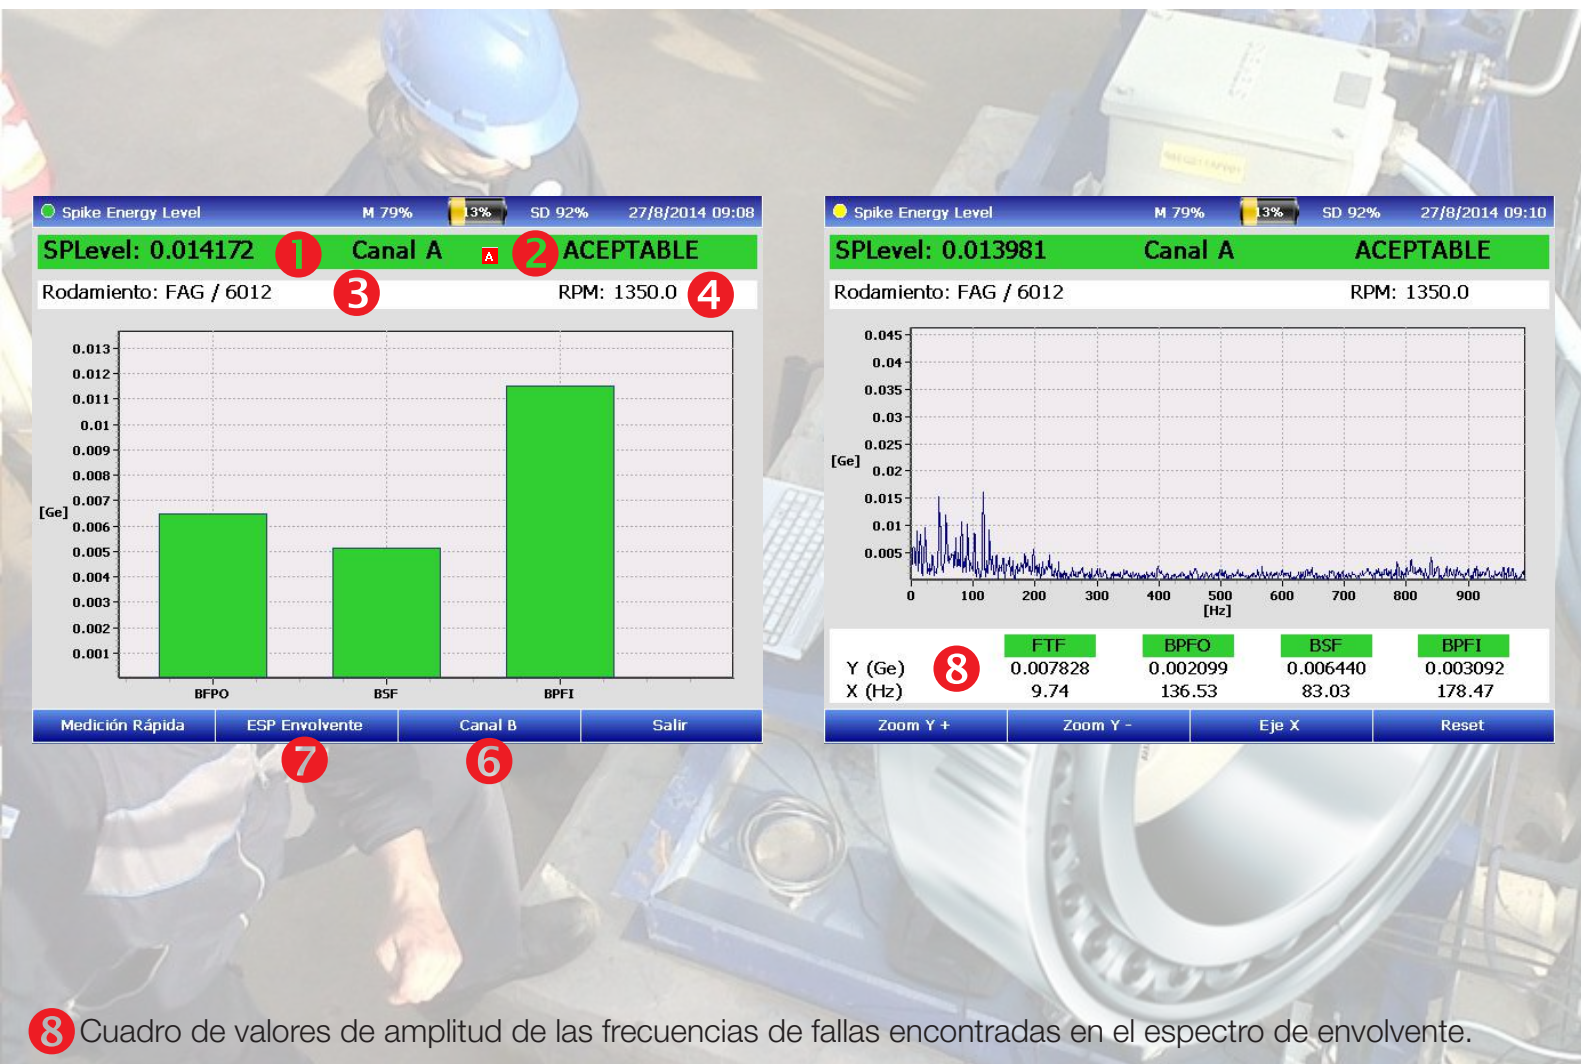 Spike Energy Level M 79% 13% SD 92% 27/8/2014 09:08
SPLevel: 0.014172 1 Canal A A 2 ACEPTABLE
Rodamiento: FAG / 6012 3 RPM: 1350.0 4
0.013
0.012
0.011
0.01
0.009
0.008
0.007
[Ge]
0.006
0.005
0.004
0.003
0.002
0.001
BFPO BSF BPFI
Medición Rápida ESP Envolvente Canal B Salir
7 6
Spike Energy Level M 79% 13% SD 92% 27/8/2014 09:10
SPLevel: 0.013981 Canal A ACEPTABLE
Rodamiento: FAG / 6012 RPM: 1350.0
0.045
0.04
0.035
0.03
0.025
[Ge]
0.02
0.015
0.01
0.005
0 100 200 300 400 500 600 700 800 900
[Hz]
FTF BPFO BSF BPFI
Y (Ge) 8 0.007828 0.002099 0.006440 0.003092
X (Hz) 9.74 136.53 83.03 178.47
Zoom Y + Zoom Y - Eje X Reset
8 Cuadro de valores de amplitud de las frecuencias de fallas encontradas en el espectro de envolvente.